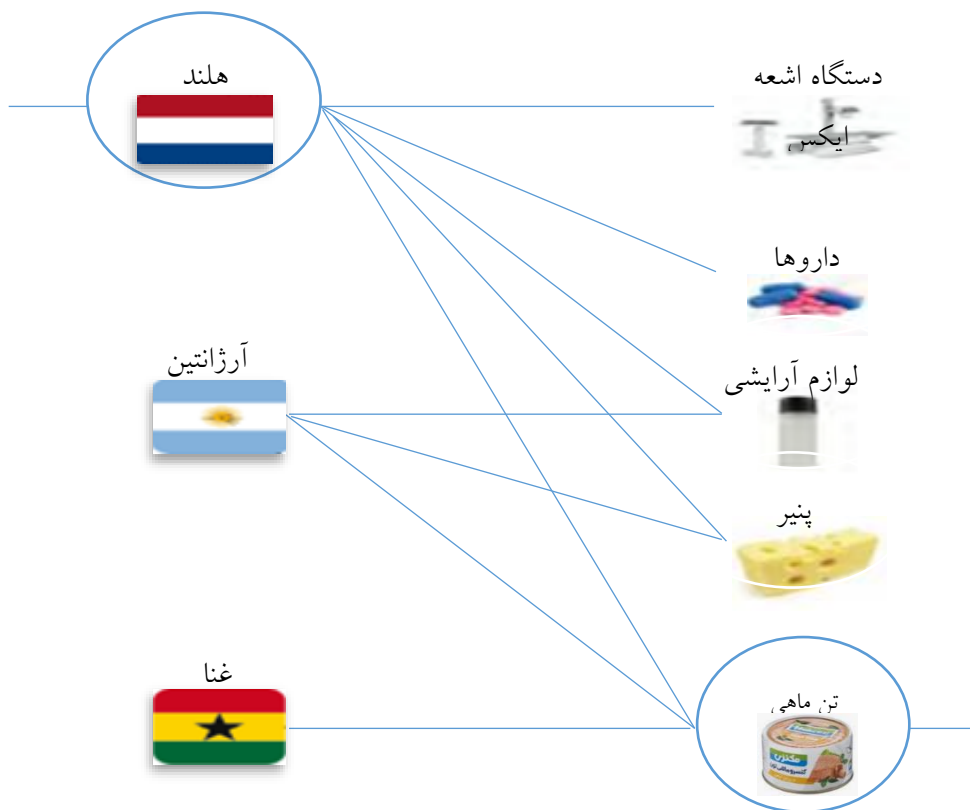 هلند
دستگاه اشعه
ایکس
داروها
آرژانتین
لوازم آرایشی
پنیر
غنا
تن ماهی